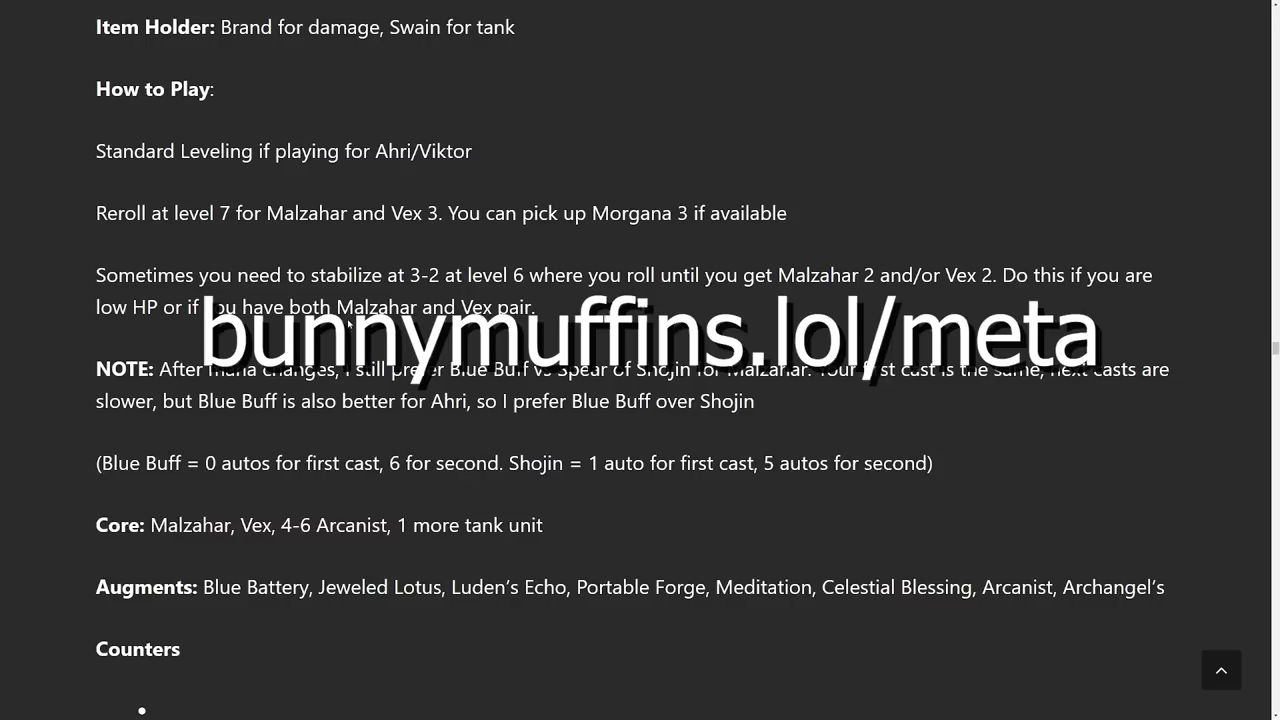 Item Holder: Brand for damage, Swain for tank
How to Play:
Standard Leveling if playing for Ahri/Viktor
Reroll at level 7 for Malzahar and Vex 3. You can pick up Morgana 3 if available
Sometimes you need to stabilize at 3-2 at level 6 where you roll until you get Malzahar 2 and/or Vex 2. Do this if you are
low HP or if you have both Malzahar and Vex pair.
bunnymuffins.lol/meta
NOTE: After mana changes, I still prefer Blue Buff vs Spear of Shojin for Malzahar. Your first cast is the same, next casts are
slower, but Blue Buff is also better for Ahri, so I prefer Blue Buff over Shojin
(Blue Buff = 0 autos for first cast, 6 for second. Shojin = 1 auto for first cast, 5 autos for second)
Core: Malzahar, Vex, 4-6 Arcanist, 1 more tank unit
Augments: Blue Battery, Jeweled Lotus, Luden’s Echo, Portable Forge, Meditation, Celestial Blessing, Arcanist, Archangel’s
Counters